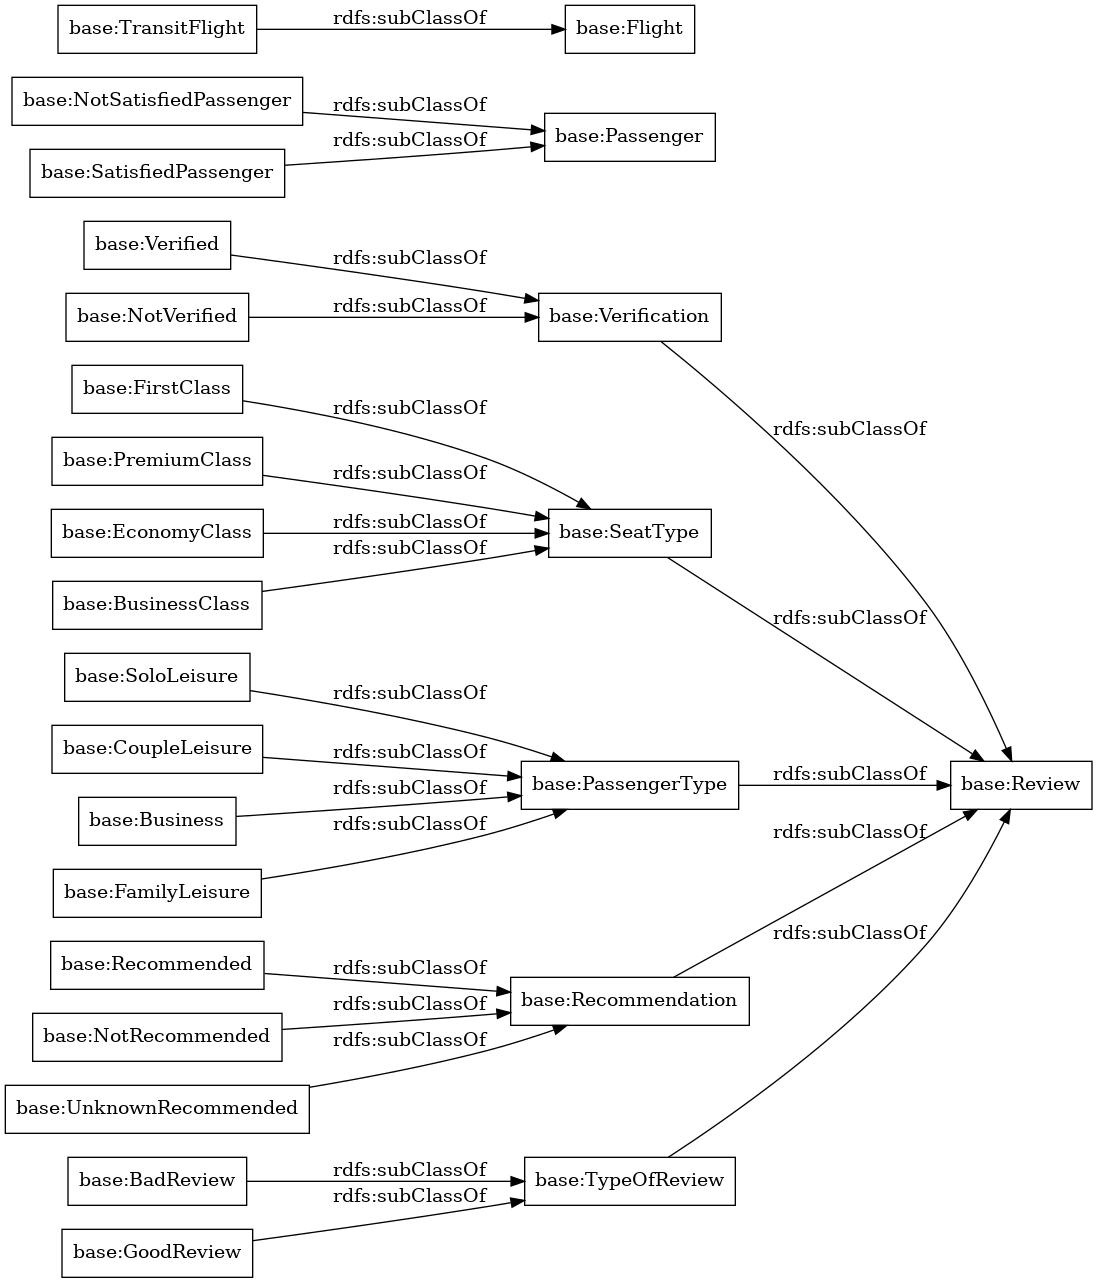 base:TransitFlight
rdfs:subClassOf
base:Flight
base:NotSatisfiedPassenger
rdfs:subClassOf
base:Passenger
rdfs:subClassOf
base:SatisfiedPassenger
base:Verified
rdfs:subClassOf
base:NotVerified
rdfs:subClassOf
base:Verification
base:FirstClass
rdfs:subClassOf
rdfs:subClassOf
base:PremiumClass
rdfs:subClassOf
base:EconomyClass
rdfs:subClassOf
base:SeatType
rdfs:subClassOf
base:BusinessClass
rdfs:subClassOf
base:SoloLeisure
rdfs:subClassOf
base:CoupleLeisure
rdfs:subClassOf
base:PassengerType
rdfs:subClassOf
base:Review
rdfs:subClassOf
base:Business
rdfs:subClassOf
rdfs:subClassOf
base:FamilyLeisure
rdfs:subClassOf
base:Recommended
rdfs:subClassOf
base:Recommendation
rdfs:subClassOf
base:NotRecommended
rdfs:subClassOf
base:UnknownRecommended
base:BadReview
rdfs:subClassOf
base:TypeOfReview
rdfs:subClassOf
base:GoodReview